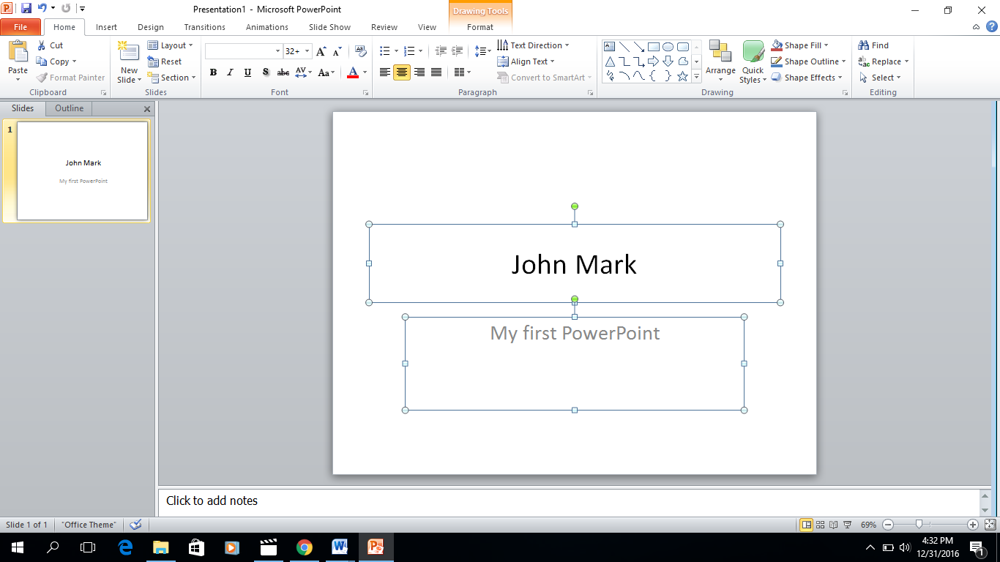 Presentation1 - Microsoft PowerPoint
Drawing Tools
File Home Insert Design Transitions Animations Slide Show Review View Format
Paste
Cut
Copy
Format Painter
Clipboard
New
Slide
Layout
Reset
Section
Slides
32+
A A
B I U S abc AV Aa A
Font
Text Direction
Align Text
Convert to SmartArt
Paragraph
Arrange
Quick
Styles
Shape Fill
Shape Outline
Shape Effects
Drawing
Find
Replace
Select
Editing
Slides Outline
1
John Mark
My first PowerPoint
John Mark
My first PowerPoint
Click to add notes
Slide 1 of 1 "Office Theme" 69%
4:32 PM
12/31/2016
1